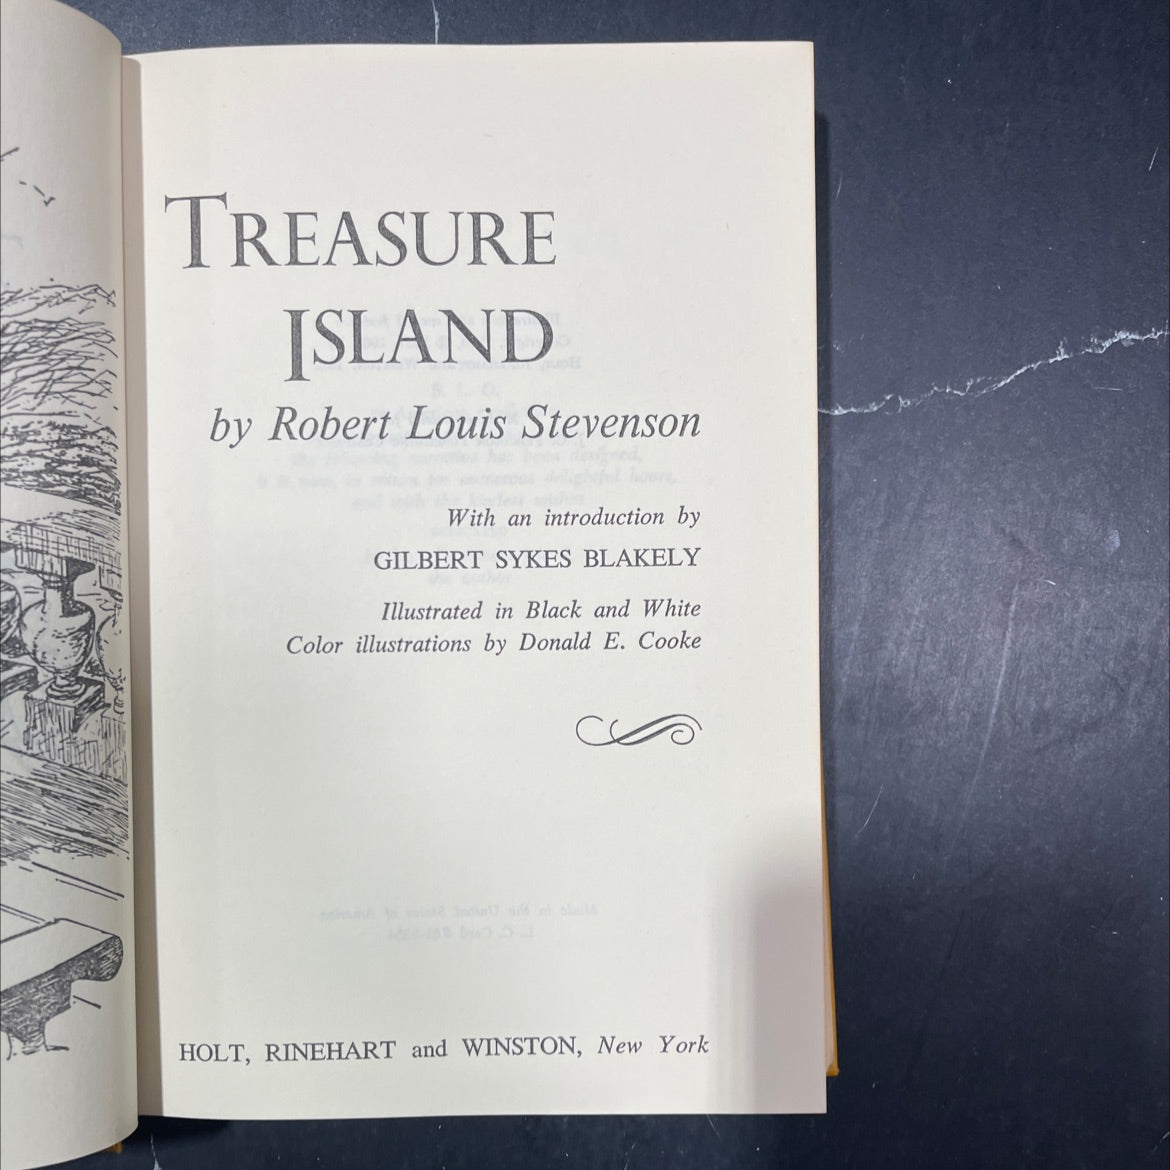 TREASURE
ISLAND
by Robert Louis Stevenson
With an introduction by
GILBERT SYKES BLAKELY
Illustrated in Black and White
Color illustrations by Donald E. Cooke
HOLT, RINEHART and WINSTON, New York